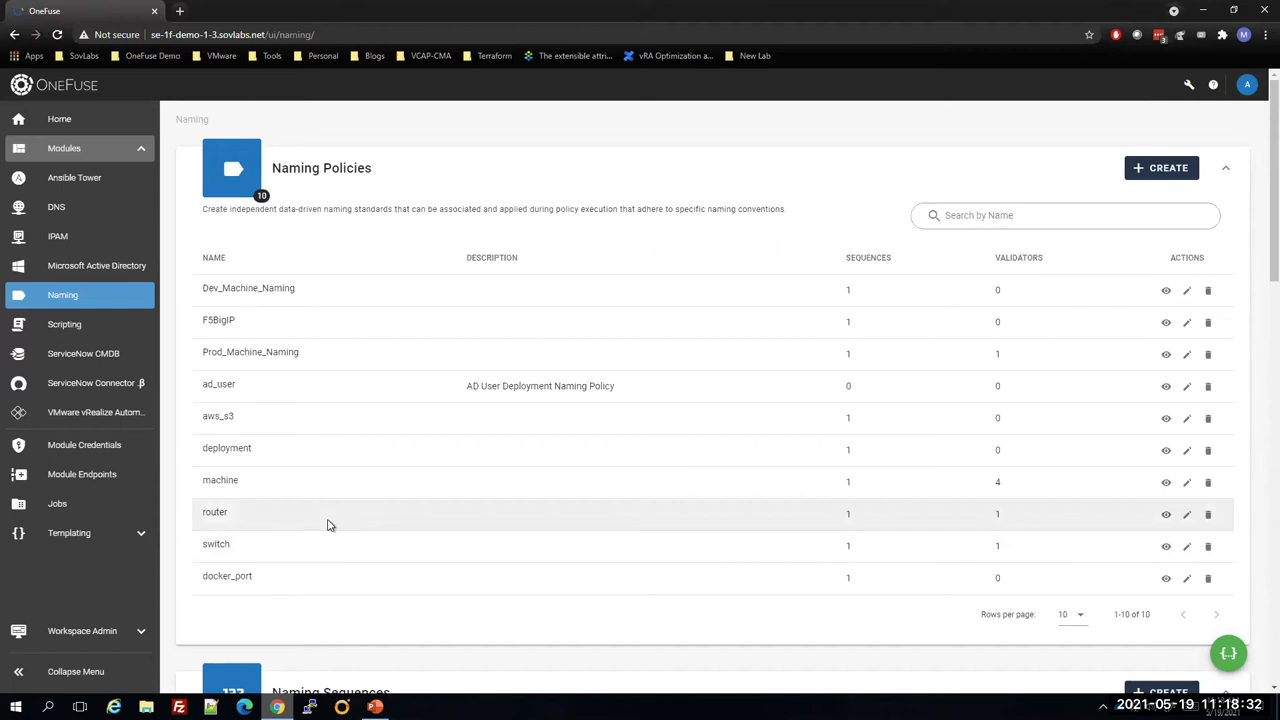 OneFuse
Not secure
se-1f-demo-1-3.sovlabs.net/ui/naming/
M
Apps
SovLabs
OneFuse Demo
VMware
Tools
Personal
Blogs
VCAP-CMA
Terraform
The extensible attri...
vRA Optimization a...
New Lab
ONEFUSE
A
Home
Modules
Ansible Tower
DNS
IPAM
Microsoft Active Directory
Naming
Scripting
ServiceNow CMDB
ServiceNow Connector .β
VMware vRealize Autom...
Module Credentials
Module Endpoints
Jobs
Templating
Workspace Admin
Collapse Menu
Naming
Naming Policies
10
CREATE
Create independent data-driven naming standards that can be associated and applied during policy execution that adhere to specific naming conventions.
Search by Name
NAME DESCRIPTION SEQUENCES VALIDATORS ACTIONS
Dev_Machine_Naming 1 0
F5BigIP 1 0
Prod_Machine_Naming 1 1
ad_user AD User Deployment Naming Policy 0 0
aws_s3 1 0
deployment 1 0
machine 1 4
router 1 1
switch 1 1
docker_port 1 0
Rows per page: 10 1-10 of 10
{-}
Naming Sequences
CREATE
2021-05-19 11:18:32
5/19/2021